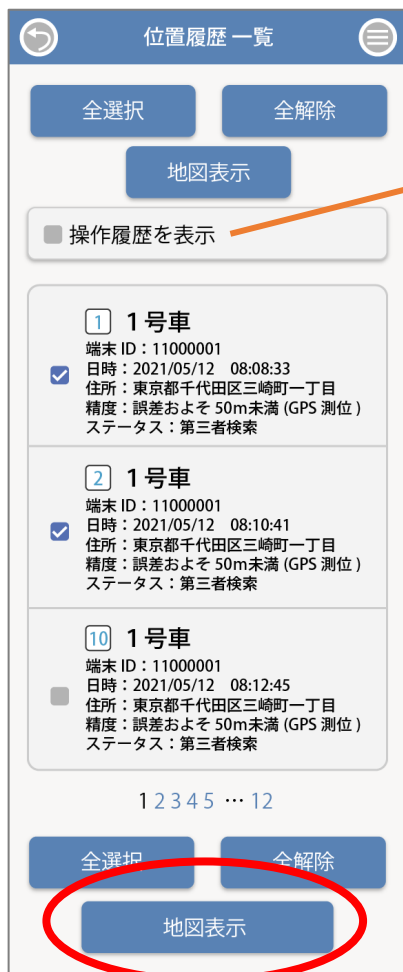 位置履歴 一覧
全選択 全解除
地図表示
操作履歴を表示
1 1号車
端末 ID：11000001
日時：2021/05/12 08:08:33
住所：東京都千代田区三崎町一丁目
精度：誤差およそ 50m未満 (GPS 測位 )
ステータス：第三者検索
2 1号車
端末 ID：11000001
日時：2021/05/12 08:10:41
住所：東京都千代田区三崎町一丁目
精度：誤差およそ 50m未満 (GPS 測位 )
ステータス：第三者検索
10 1号車
端末 ID：11000001
日時：2021/05/12 08:12:45
住所：東京都千代田区三崎町一丁目
精度：誤差およそ 50m未満 (GPS 測位 )
ステータス：第三者検索
1 2 3 4 5 … 12
全選択 全解除
地図表示